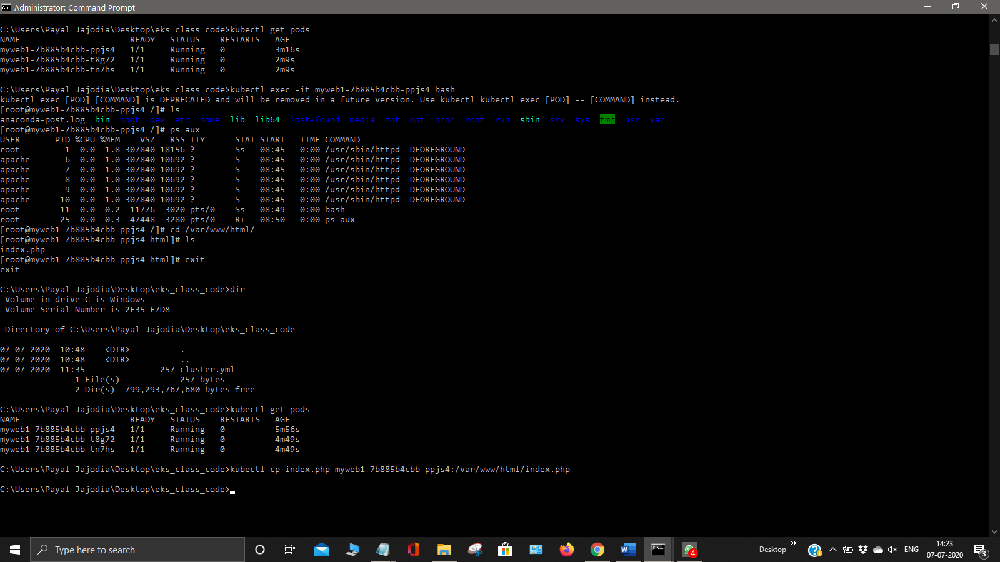 Administrator: Command Prompt
C:\Users\Payal Jajodia\Desktop\eks_class_code>kubectl get pods
NAME                      READY   STATUS    RESTARTS   AGE
myweb1-7b885b4cbb-ppjs4   1/1     Running   0          3m16s
myweb1-7b885b4cbb-t8g72   1/1     Running   0          2m9s
myweb1-7b885b4cbb-tn7hs   1/1     Running   0          2m9s
C:\Users\Payal Jajodia\Desktop\eks_class_code>kubectl exec -it myweb1-7b885b4cbb-ppjs4 bash
kubectl exec [POD] [COMMAND] is DEPRECATED and will be removed in a future version. Use kubectl kubectl exec [POD] -- [COMMAND] instead.
[root@myweb1-7b885b4cbb-ppjs4 /]# ls
anaconda-post.log  bin  boot  dev  etc  home  lib  lib64  lost+found  media  mnt  opt  proc  root  run  sbin  srv  sys  tmp  usr  var
[root@myweb1-7b885b4cbb-ppjs4 /]# ps aux
USER       PID %CPU %MEM    VSZ   RSS TTY      STAT START   TIME COMMAND
root         1  0.0  1.8 307840 18156 ?        Ss   08:45   0:00 /usr/sbin/httpd -DFOREGROUND
apache       6  0.0  1.0 307840 10692 ?        S    08:45   0:00 /usr/sbin/httpd -DFOREGROUND
apache       7  0.0  1.0 307840 10692 ?        S    08:45   0:00 /usr/sbin/httpd -DFOREGROUND
apache       8  0.0  1.0 307840 10692 ?        S    08:45   0:00 /usr/sbin/httpd -DFOREGROUND
apache       9  0.0  1.0 307840 10692 ?        S    08:45   0:00 /usr/sbin/httpd -DFOREGROUND
apache      10  0.0  1.0 307840 10692 ?        S    08:45   0:00 /usr/sbin/httpd -DFOREGROUND
root        11  0.0  0.2  11776  3020 pts/0    Ss   08:49   0:00 bash
root        25  0.0  0.3  47448  3280 pts/0    R+   08:50   0:00 ps aux
[root@myweb1-7b885b4cbb-ppjs4 /]# cd /var/www/html/
[root@myweb1-7b885b4cbb-ppjs4 html]# ls
index.php
[root@myweb1-7b885b4cbb-ppjs4 html]# exit
exit
C:\Users\Payal Jajodia\Desktop\eks_class_code>dir
 Volume in drive C is Windows
 Volume Serial Number is 2E35-F7D8
 Directory of C:\Users\Payal Jajodia\Desktop\eks_class_code
07-07-2020  10:48    <DIR>          .
07-07-2020  10:48    <DIR>          ..
07-07-2020  11:35               257 cluster.yml
               1 File(s)            257 bytes
               2 Dir(s)  799,293,767,680 bytes free
C:\Users\Payal Jajodia\Desktop\eks_class_code>kubectl get pods
NAME                      READY   STATUS    RESTARTS   AGE
myweb1-7b885b4cbb-ppjs4   1/1     Running   0          5m56s
myweb1-7b885b4cbb-t8g72   1/1     Running   0          4m49s
myweb1-7b885b4cbb-tn7hs   1/1     Running   0          4m49s
C:\Users\Payal Jajodia\Desktop\eks_class_code>kubectl cp index.php myweb1-7b885b4cbb-ppjs4:/var/www/html/index.php
C:\Users\Payal Jajodia\Desktop\eks_class_code>
Type here to search
4
Desktop
ENG
14:23
07-07-2020
3